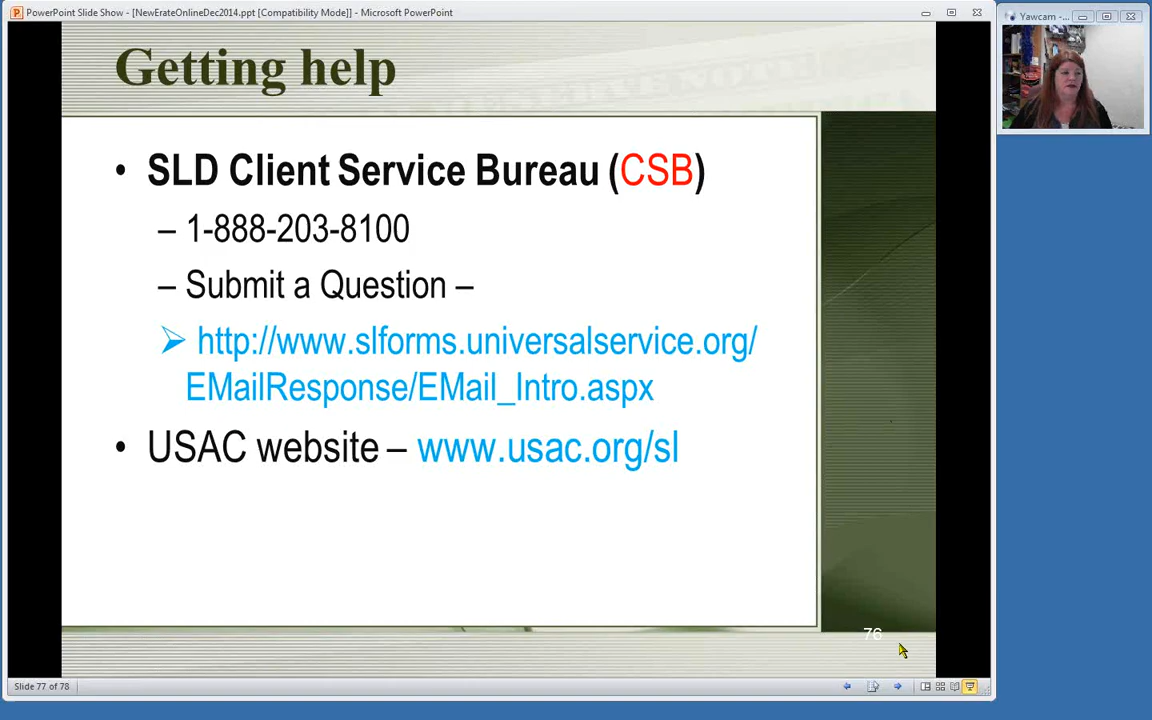 PowerPoint Slide Show - [NewErateOnlineDec2014.ppt [Compatibility Mode]] - Microsoft PowerPoint
Yawcam -...
Getting help
• SLD Client Service Bureau (CSB)
– 1-888-203-8100
– Submit a Question –
➢ http://www.slforms.universalservice.org/
EMailResponse/EMail_Intro.aspx
• USAC website – www.usac.org/sl
76
Slide 77 of 78